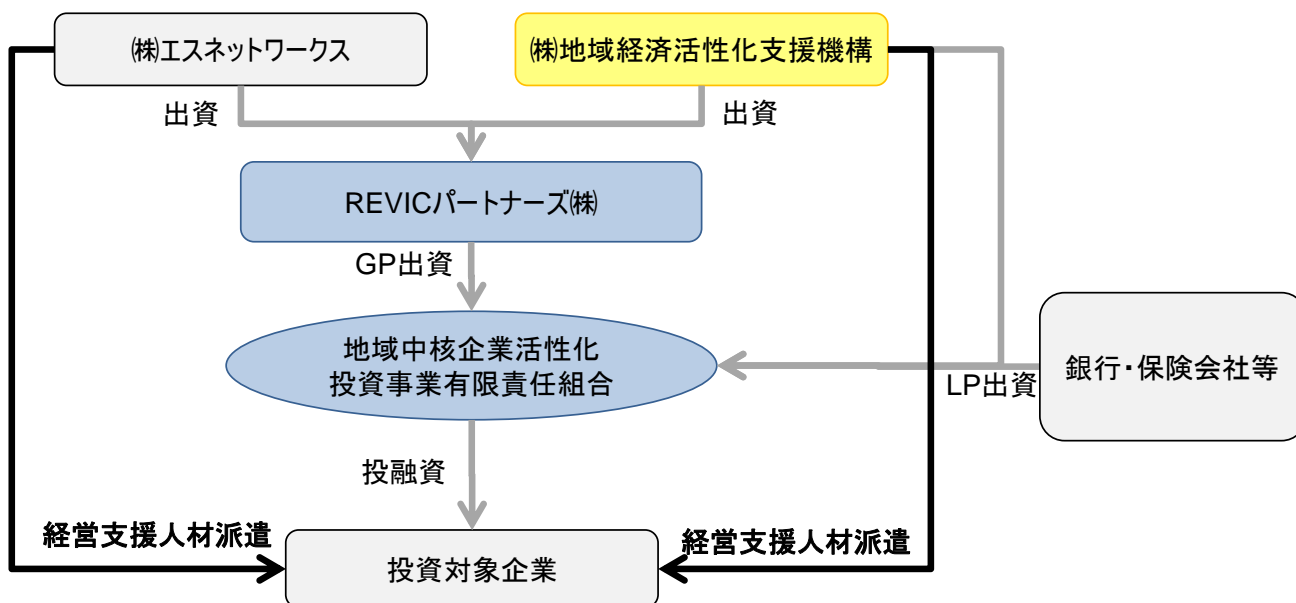 ㈱エスネットワークス
㈱地域経済活性化支援機構
出資
出資
REVICパートナーズ㈱
GP出資
地域中核企業活性化
投資事業有限責任組合
銀行・保険会社等
LP出資
投融資
経営支援人材派遣
経営支援人材派遣
投資対象企業